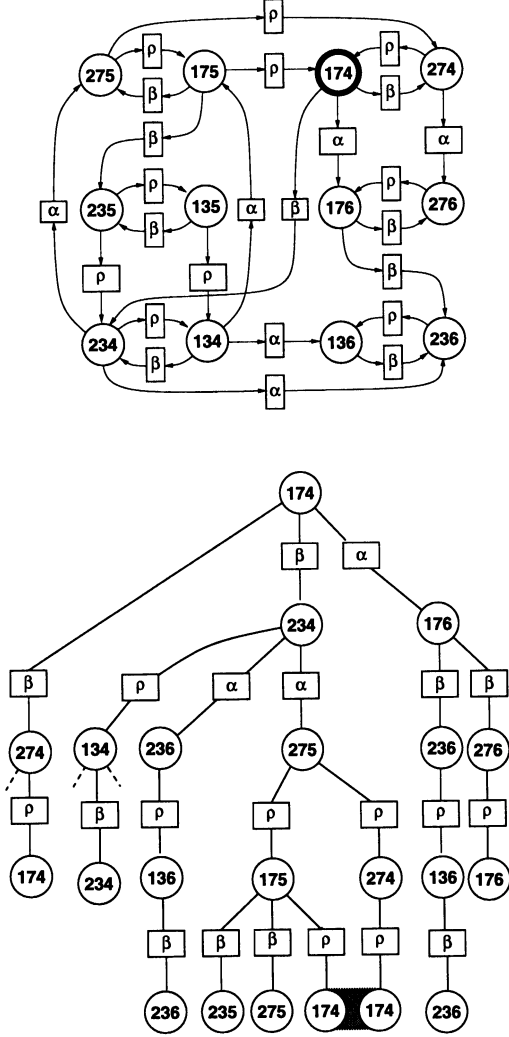 ρ
275 ρ 175 ρ 174 ρ 274
β β
β α α
235 ρ 135 176 ρ 276
α β α β β
ρ ρ β
234 ρ 134 α 136 ρ 236
β β
α
174
β α
234 176
β ρ α α β β
274 134 236 275 236 276
ρ β ρ ρ ρ ρ ρ
174 234 136 175 274 136 176
β β β ρ ρ β
236 235 275 174 174 236